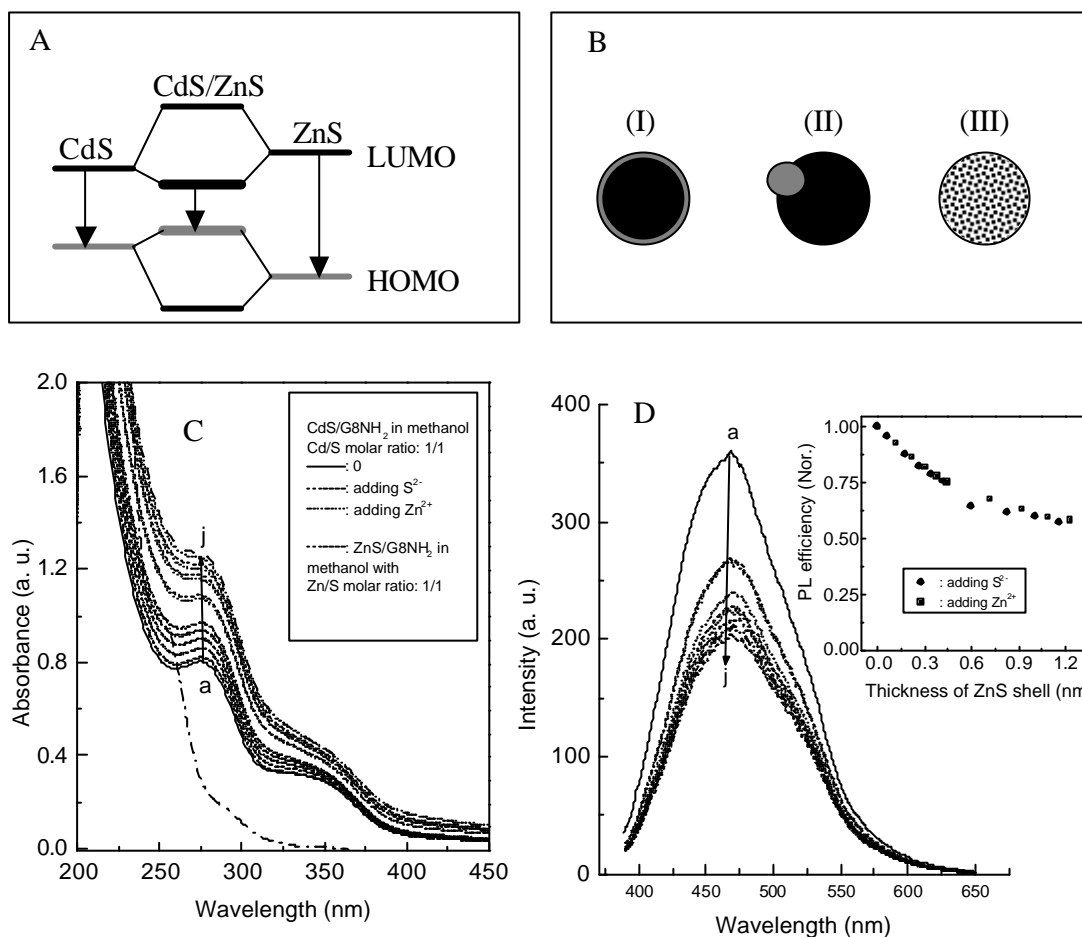 A
CdS/ZnS
CdS
ZnS
LUMO
HOMO
B
(I)
(II)
(III)
C
CdS/G8NH2 in methanol
Cd/S molar ratio: 1/1
: 0
: adding S2-
: adding Zn2+
: ZnS/G8NH2 in
methanol with
Zn/S molar ratio: 1/1
j
a
Absorbance (a. u.)
2.0
1.6
1.2
0.8
0.4
0.0
200
250
300
350
400
450
Wavelength (nm)
D
a
j
Intensity (a. u.)
400
300
200
100
0
400
450
500
550
600
650
Wavelength (nm)
PL efficiency (Nor.)
1.00
0.75
0.50
0.25
0.00
: adding S2-
: adding Zn2+
0.0
0.3
0.6
0.9
1.2
Thickness of ZnS shell (nm